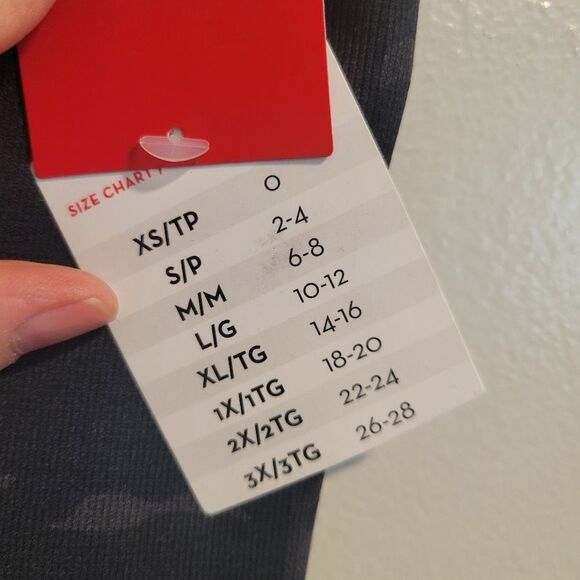 SIZE CHART
XS/TP 0
S/P 2-4
M/M 6-8
L/G 10-12
XL/TG 14-16
1X/1TG 18-20
2X/2TG 22-24
3X/3TG 26-28